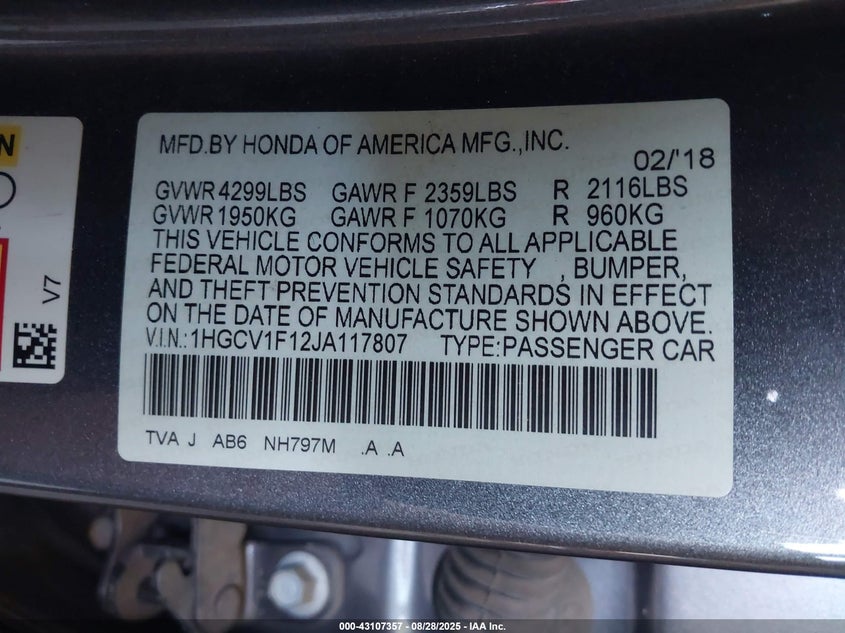 N
V7
MFD.BY HONDA OF AMERICA MFG.,INC.
02/'18
GVWR 4299LBS GAWR F 2359LBS R 2116LBS
GVWR 1950KG GAWR F 1070KG R 960KG
THIS VEHICLE CONFORMS TO ALL APPLICABLE
FEDERAL MOTOR VEHICLE SAFETY , BUMPER,
AND THEFT PREVENTION STANDARDS IN EFFECT
ON THE DATE OF MANUFACTURE SHOWN ABOVE.
V.I.N.:1HGCV1F12JA117807 TYPE:PASSENGER CAR
TVA J AB6 NH797M .A .A
000-43107357 - 08/28/2025 - IAA Inc.